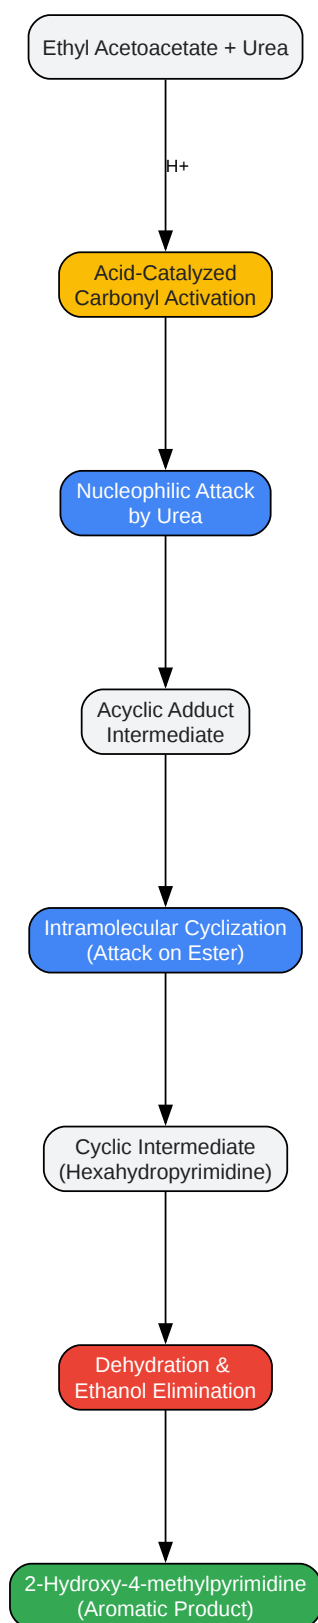 Ethyl Acetoacetate + Urea
H+
Acid-Catalyzed
Carbonyl Activation
Nucleophilic Attack
by Urea
Acyclic Adduct
Intermediate
Intramolecular Cyclization
(Attack on Ester)
Cyclic Intermediate
(Hexahydropyrimidine)
Dehydration &
Ethanol Elimination
2-Hydroxy-4-methylpyrimidine
(Aromatic Product)